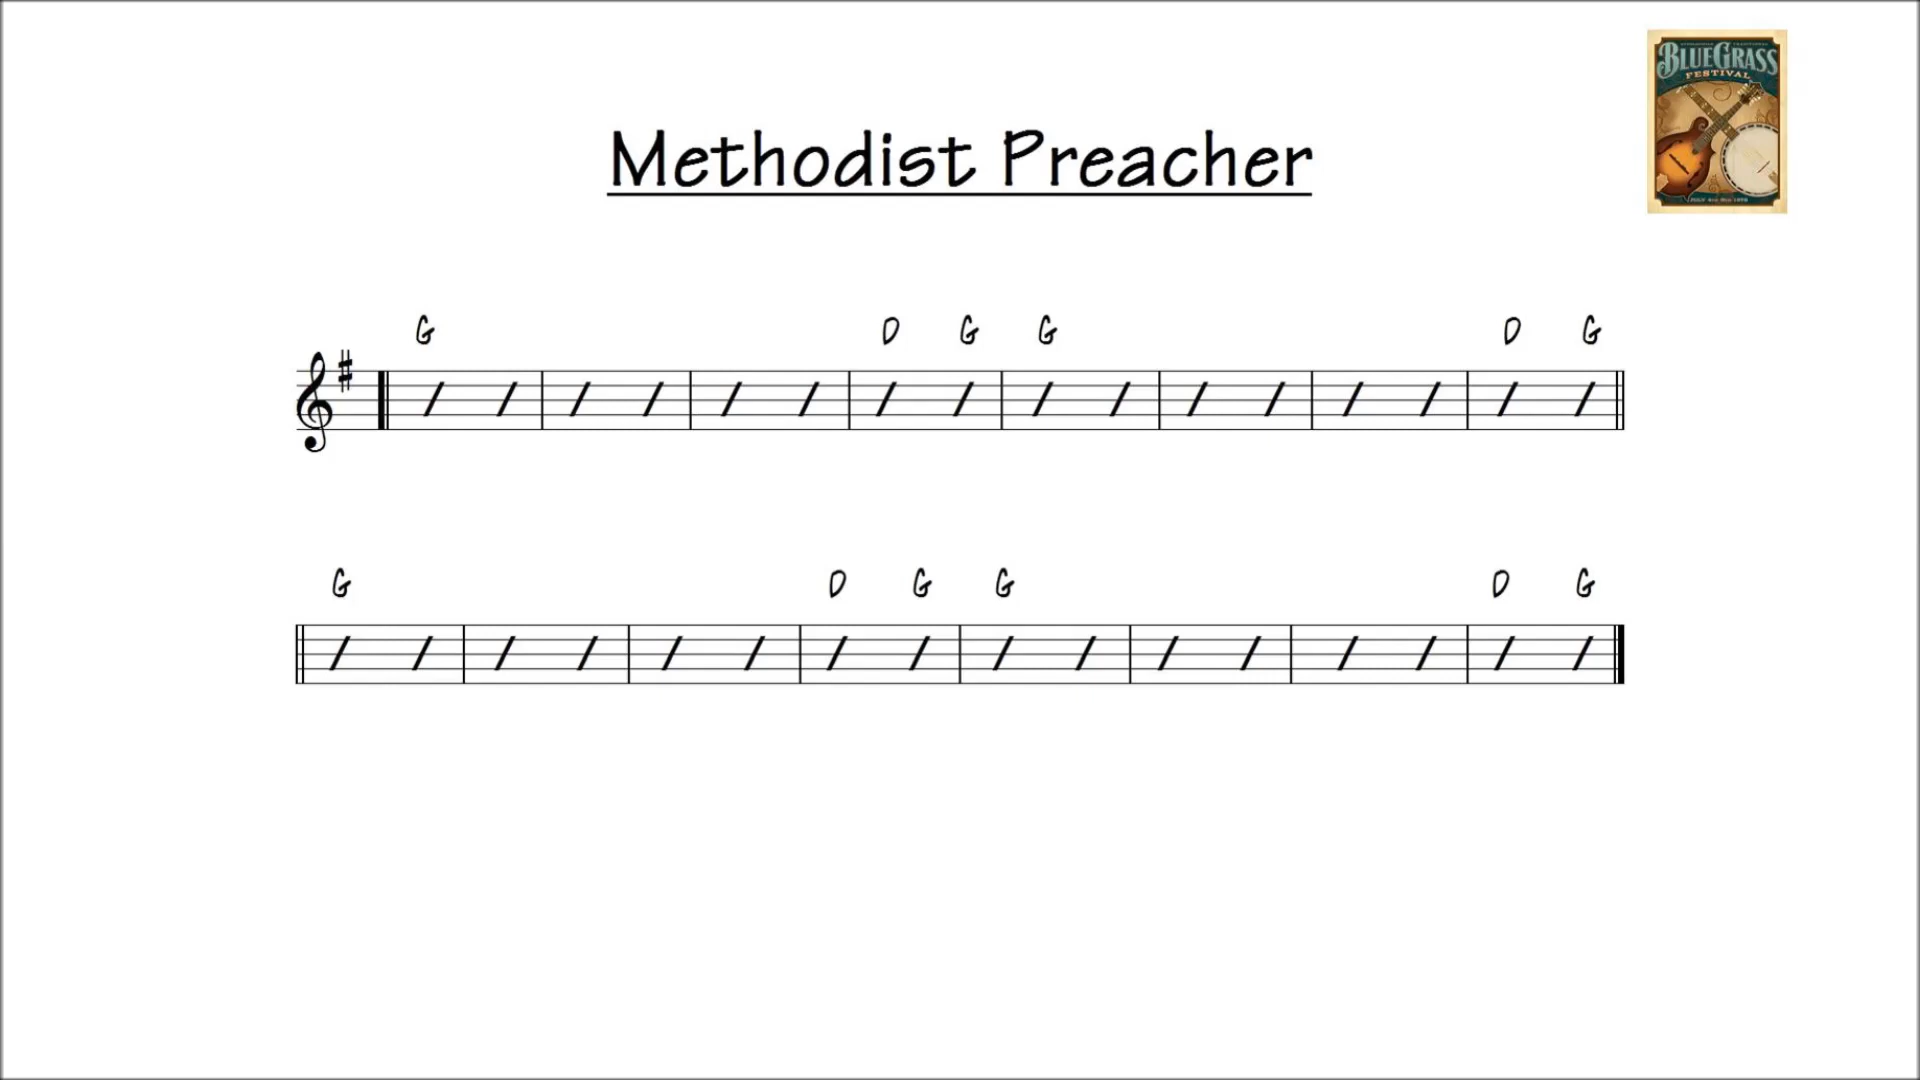 BLUEGRASS
FESTIVAL
Methodist Preacher
G D G G D G
G D G G D G